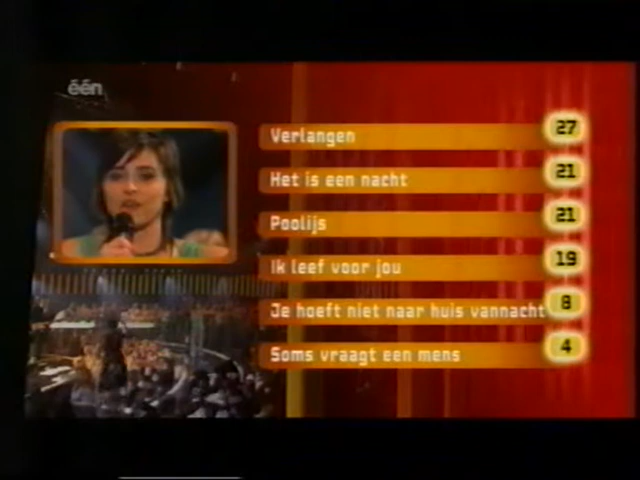 één
Verlangen 27
Het is een nacht 21
Poolijs 21
Ik leef voor jou 19
Je hoeft niet naar huis vannacht 8
Soms vraagt een mens 4